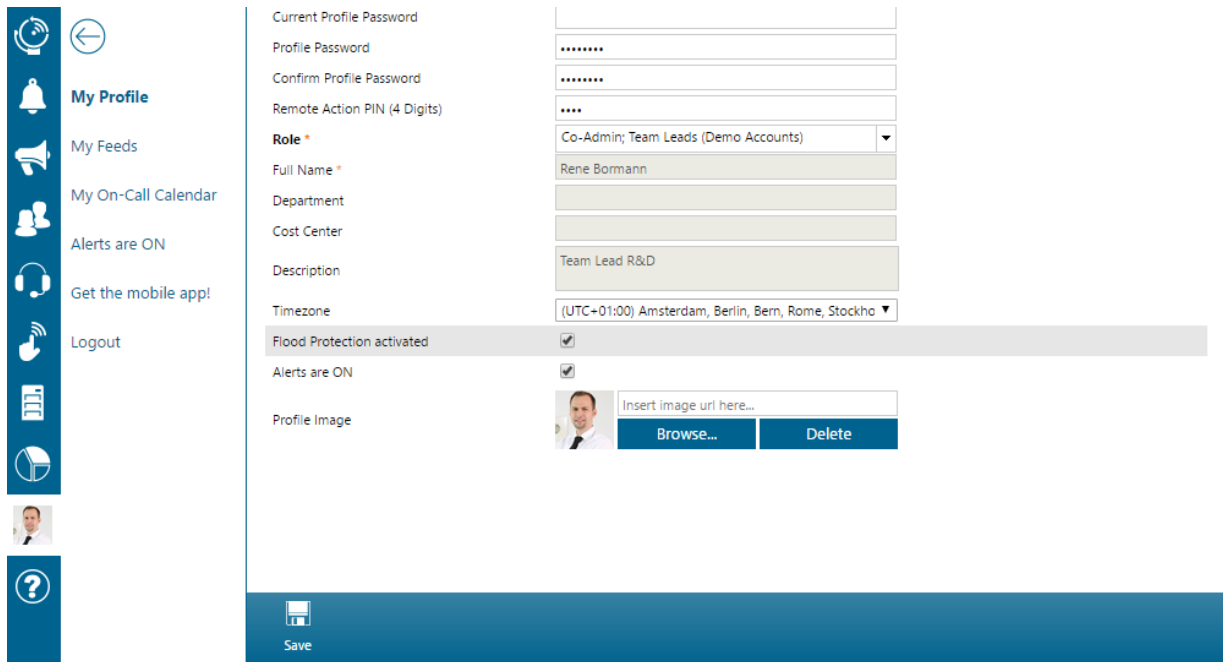 My Profile
My Feeds
My On-Call Calendar
Alerts are ON
Get the mobile app!
Logout
Current Profile Password
Profile Password ••••••••
Confirm Profile Password ••••••••
Remote Action PIN (4 Digits) ••••
Role * Co-Admin; Team Leads (Demo Accounts)
Full Name * Rene Bormann
Department
Cost Center
Description Team Lead R&D
Timezone (UTC+01:00) Amsterdam, Berlin, Bern, Rome, Stockho
Flood Protection activated
Alerts are ON
Profile Image Insert image url here...
Browse... Delete
Save